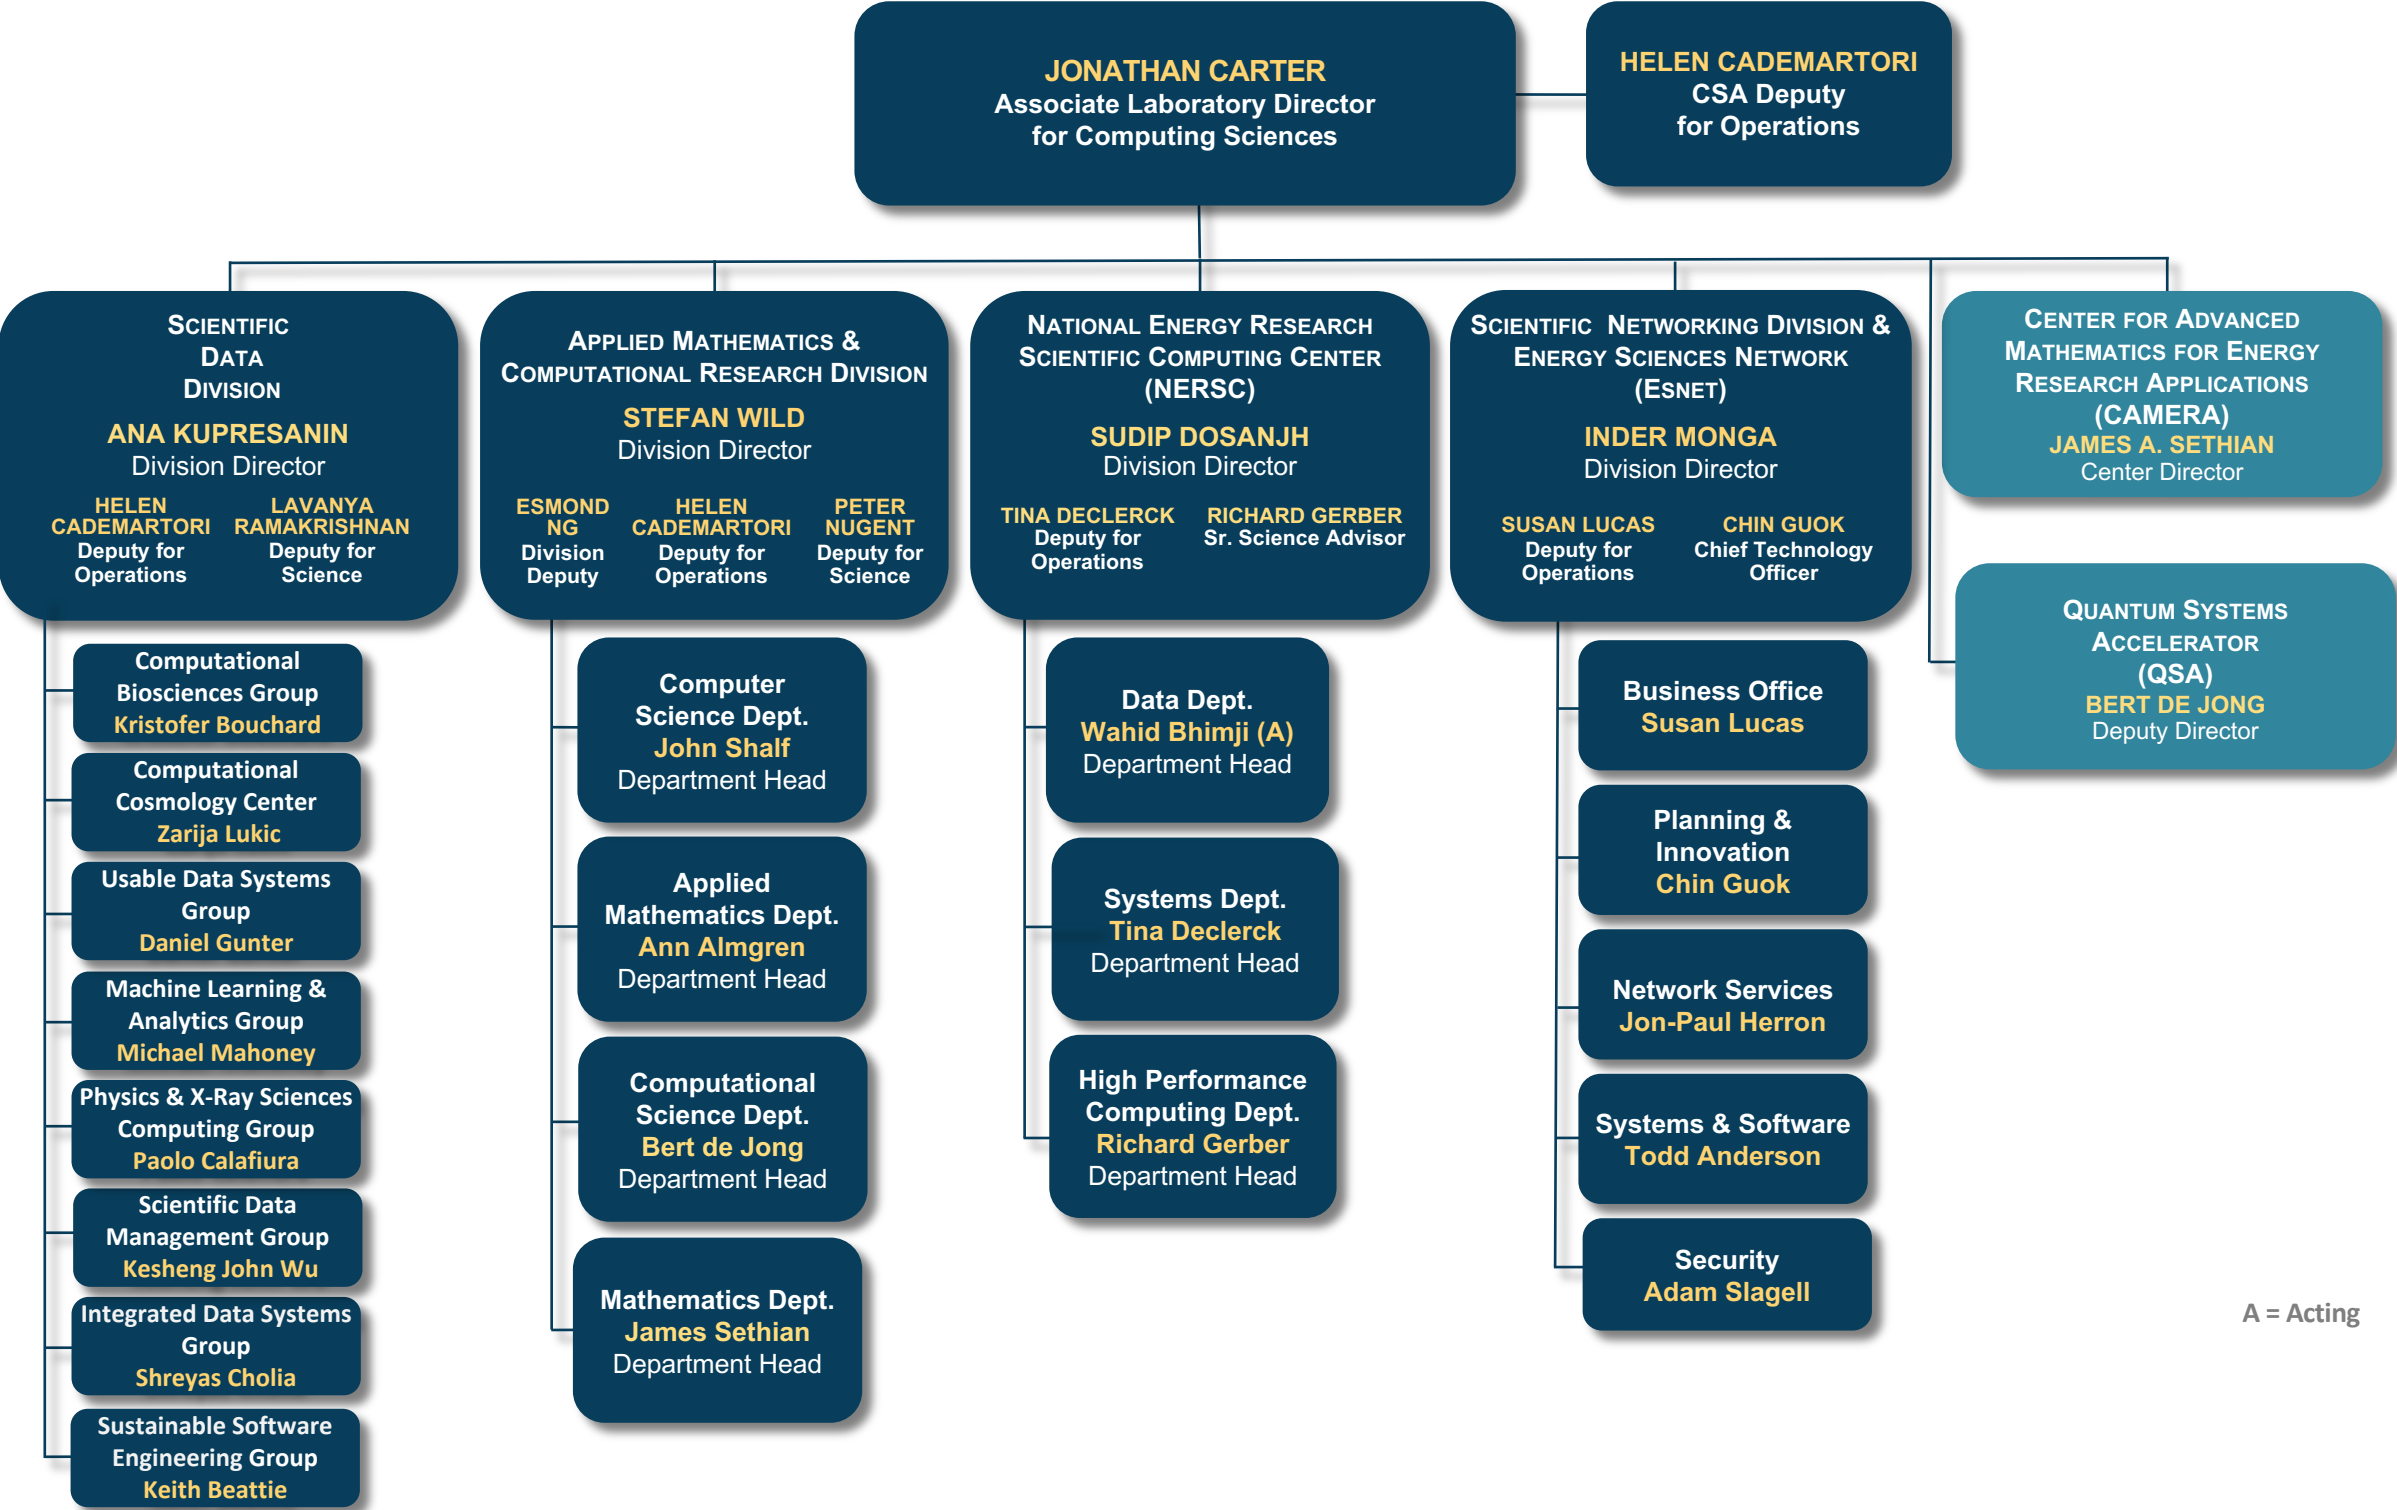 JONATHAN CARTER
Associate Laboratory Director
for Computing Sciences
HELEN CADEMARTORI
CSA Deputy
for Operations
SCIENTIFIC
DATA
DIVISION
ANA KUPRESANIN
Division Director
HELEN
CADEMARTORI
Deputy for
Operations
LAVANYA
RAMAKRISHNAN
Deputy for
Science
Computational
Biosciences Group
Kristofer Bouchard
Computational
Cosmology Center
Zarija Lukic
Usable Data Systems
Group
Daniel Gunter
Machine Learning &
Analytics Group
Michael Mahoney
Physics & X-Ray Sciences
Computing Group
Paolo Calafiura
Scientific Data
Management Group
Kesheng John Wu
Integrated Data Systems
Group
Shreyas Cholia
Sustainable Software
Engineering Group
Keith Beattie
APPLIED MATHEMATICS &
COMPUTATIONAL RESEARCH DIVISION
STEFAN WILD
Division Director
ESMOND
NG
Division
Deputy
HELEN
CADEMARTORI
Deputy for
Operations
PETER
NUGENT
Deputy for
Science
Computer
Science Dept.
John Shalf
Department Head
Applied
Mathematics Dept.
Ann Almgren
Department Head
Computational
Science Dept.
Bert de Jong
Department Head
Mathematics Dept.
James Sethian
Department Head
NATIONAL ENERGY RESEARCH
SCIENTIFIC COMPUTING CENTER
(NERSC)
SUDIP DOSANJH
Division Director
TINA DECLERCK
Deputy for
Operations
RICHARD GERBER
Sr. Science Advisor
Data Dept.
Wahid Bhimji (A)
Department Head
Systems Dept.
Tina Declerck
Department Head
High Performance
Computing Dept.
Richard Gerber
Department Head
SCIENTIFIC NETWORKING DIVISION &
ENERGY SCIENCES NETWORK
(ESNET)
INDER MONGA
Division Director
SUSAN LUCAS
Deputy for
Operations
CHIN GUOK
Chief Technology
Officer
Business Office
Susan Lucas
Planning &
Innovation
Chin Guok
Network Services
Jon-Paul Herron
Systems & Software
Todd Anderson
Security
Adam Slagell
CENTER FOR ADVANCED
MATHEMATICS FOR ENERGY
RESEARCH APPLICATIONS
(CAMERA)
JAMES A. SETHIAN
Center Director
QUANTUM SYSTEMS
ACCELERATOR
(QSA)
BERT DE JONG
Deputy Director
A = Acting